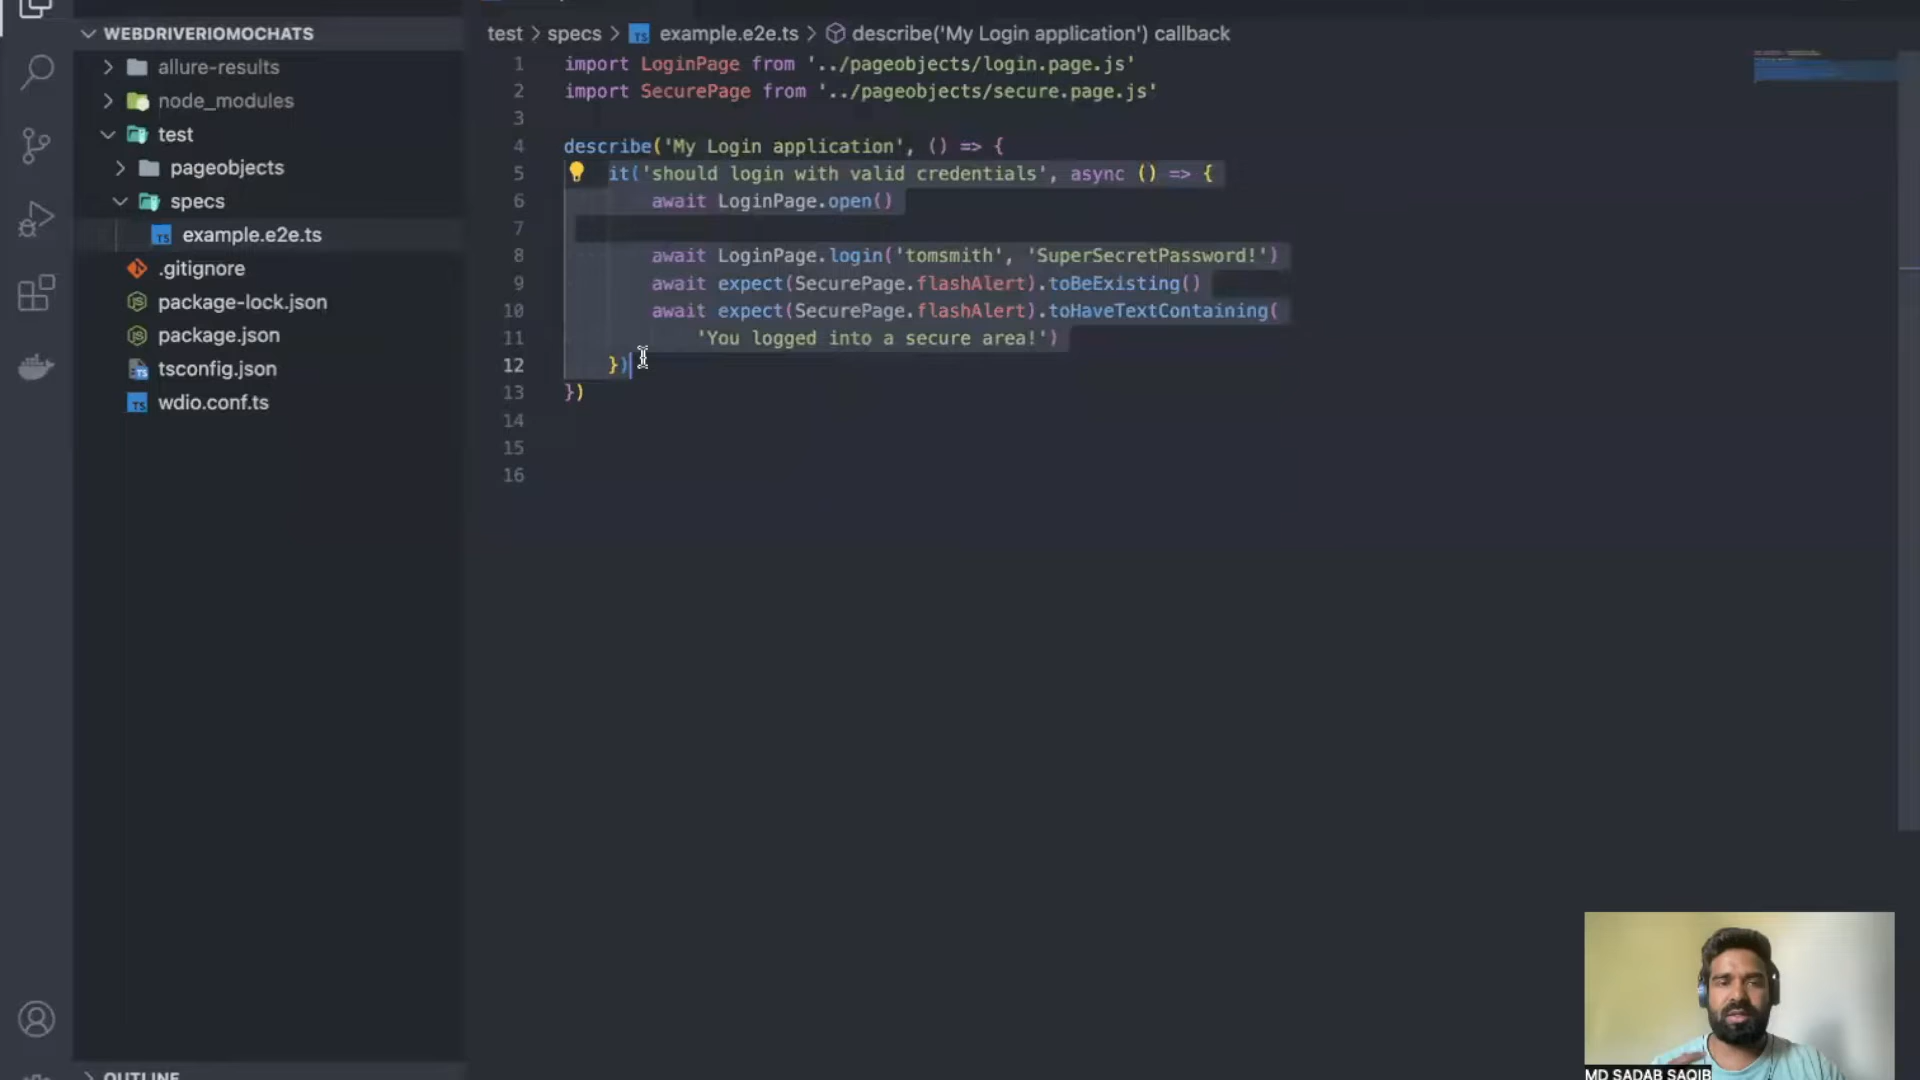 WEBDRIVERIOMOCHATS
allure-results
node_modules
test
pageobjects
specs
example.e2e.ts
.gitignore
package-lock.json
package.json
tsconfig.json
wdio.conf.ts
OUTLINE
test > specs > TS example.e2e.ts > describe('My Login application') callback
1 import LoginPage from '../pageobjects/login.page.js'
2 import SecurePage from '../pageobjects/secure.page.js'
3
4 describe('My Login application', () => {
5 it('should login with valid credentials', async () => {
6 await LoginPage.open()
7
8 await LoginPage.login('tomsmith', 'SuperSecretPassword!')
9 await expect(SecurePage.flashAlert).toBeExisting()
10 await expect(SecurePage.flashAlert).toHaveTextContaining(
11 'You logged into a secure area!')
12 })
13 })
14
15
16
MD SADAB SAQIB